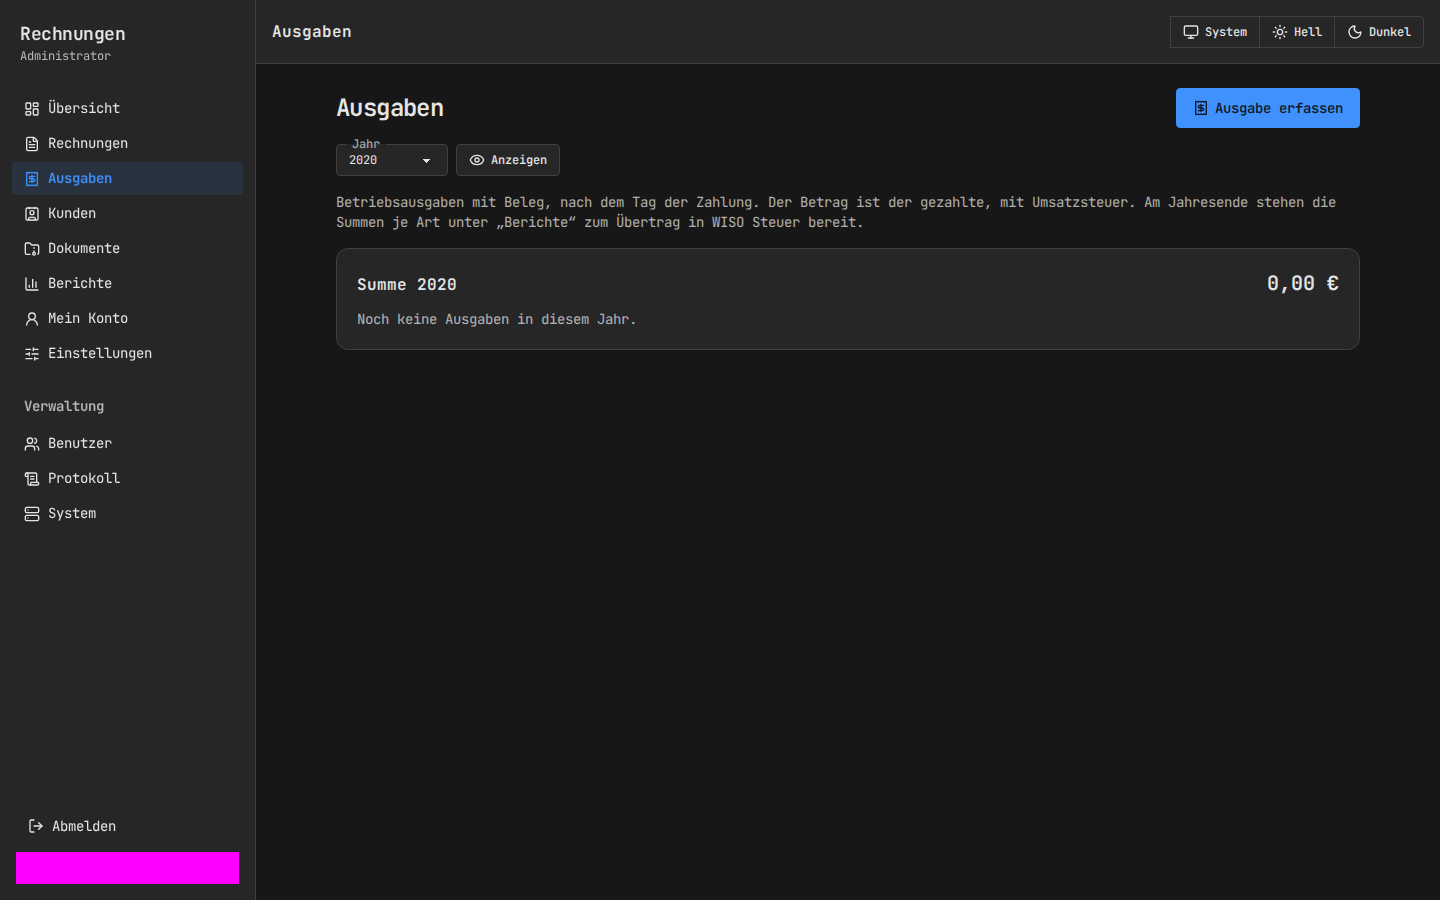 Rechnungen
Administrator
Übersicht
Rechnungen
Ausgaben
Kunden
Dokumente
Berichte
Mein Konto
Einstellungen
Verwaltung
Benutzer
Protokoll
System
Abmelden
Ausgaben
System
Hell
Dunkel
Ausgaben
Ausgabe erfassen
Jahr
2020
Anzeigen
Betriebsausgaben mit Beleg, nach dem Tag der Zahlung. Der Betrag ist der gezahlte, mit Umsatzsteuer. Am Jahresende stehen die
Summen je Art unter „Berichte“ zum Übertrag in WISO Steuer bereit.
Summe 2020
0,00 €
Noch keine Ausgaben in diesem Jahr.